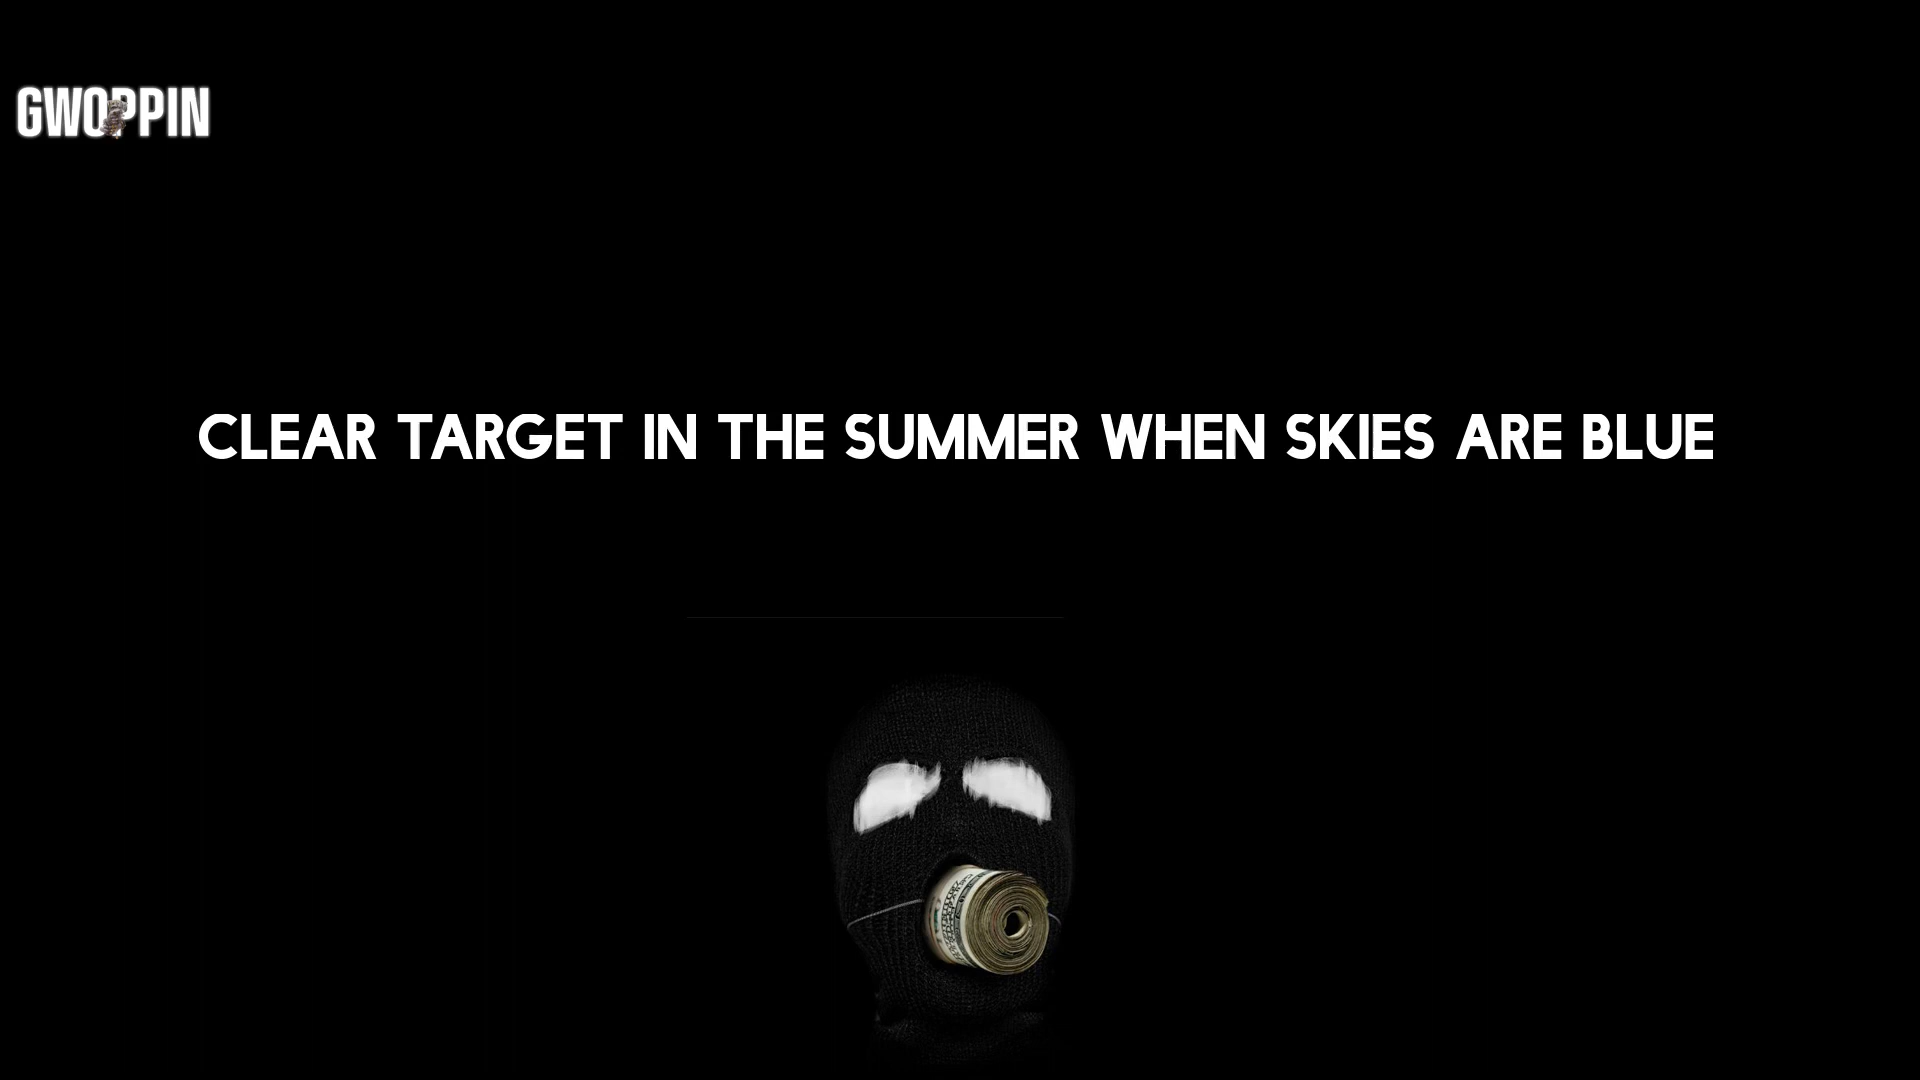 GWOPPIN
CLEAR TARGET IN THE SUMMER WHEN SKIES ARE BLUE